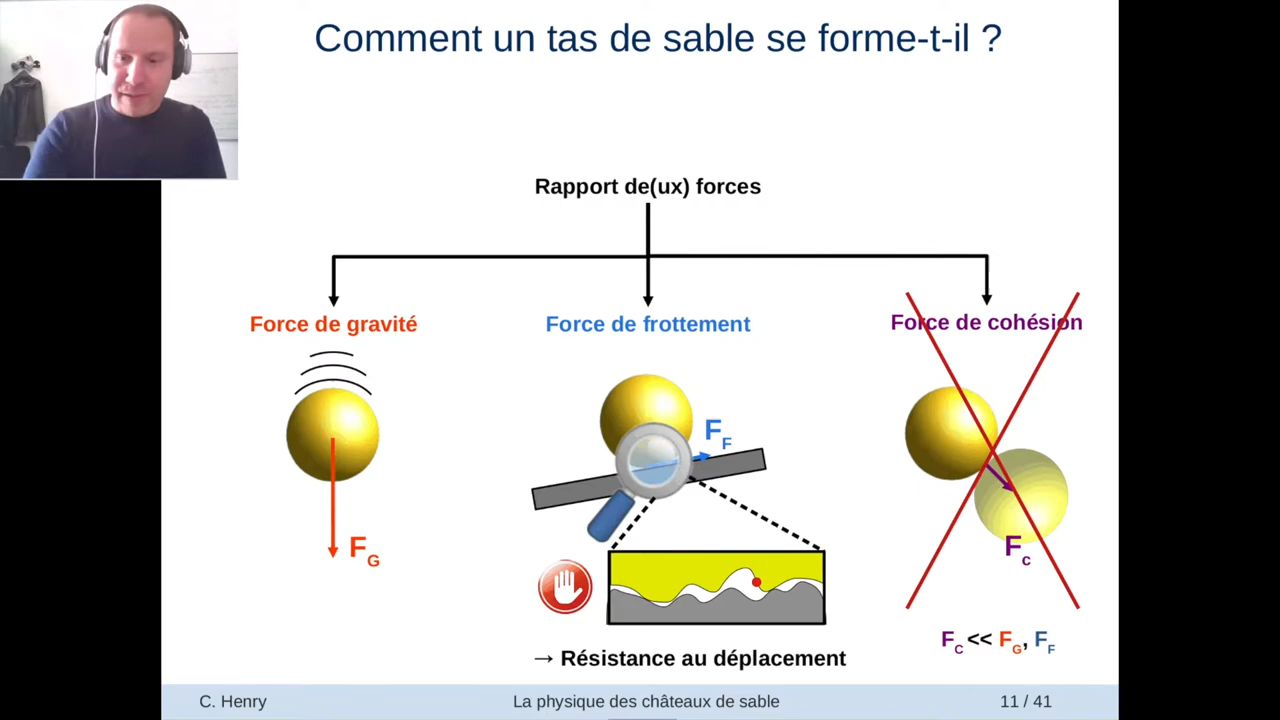 Comment un tas de sable se forme-t-il ?
Rapport de(ux) forces
Force de gravité
Force de frottement
Force de cohésion
FF
FG
Fc
FC << FG, FF
→ Résistance au déplacement
C. Henry
La physique des châteaux de sable
11 / 41